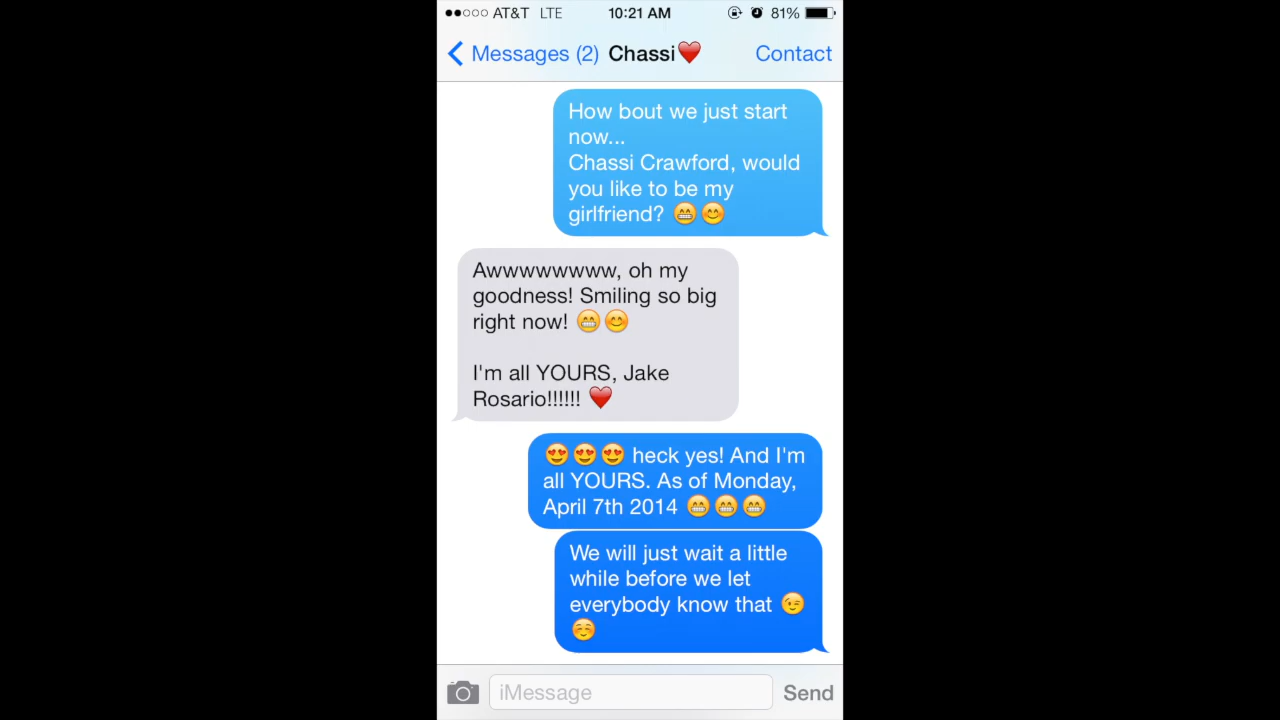 AT&T LTE 10:21 AM 81%
Messages (2) Chassi❤️ Contact
How bout we just start
now...
Chassi Crawford, would
you like to be my
girlfriend? 😁😊
Awwwwwwww, oh my
goodness! Smiling so big
right now! 😁😊
I'm all YOURS, Jake
Rosario!!!!!! ❤️
😍😍😍 heck yes! And I'm
all YOURS. As of Monday,
April 7th 2014 😁😁😁
We will just wait a little
while before we let
everybody know that 😉
☺️
iMessage Send